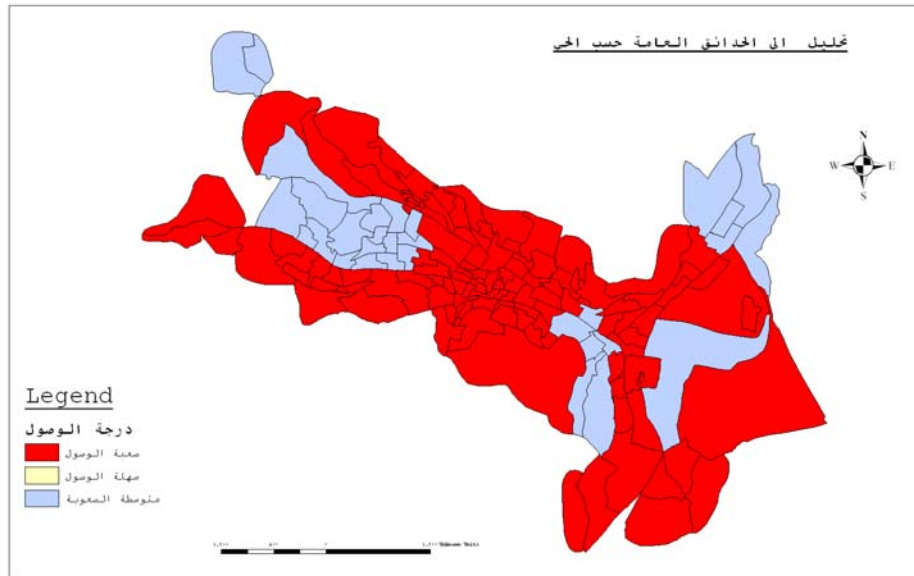 تحليل الى الحدائق العامة حسب الحي
N
W E
S
Legend
درجة الوصول
صعبة الوصول
سهلة الوصول
متوسطة الصعوبة